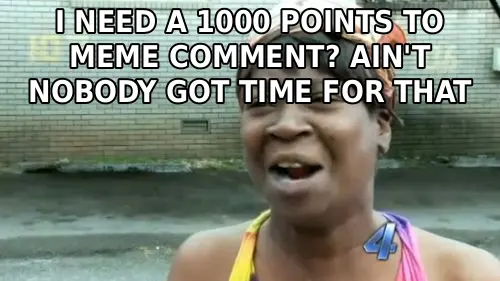 I NEED A 1000 POINTS TO
MEME COMMENT? AIN'T
NOBODY GOT TIME FOR THAT
4